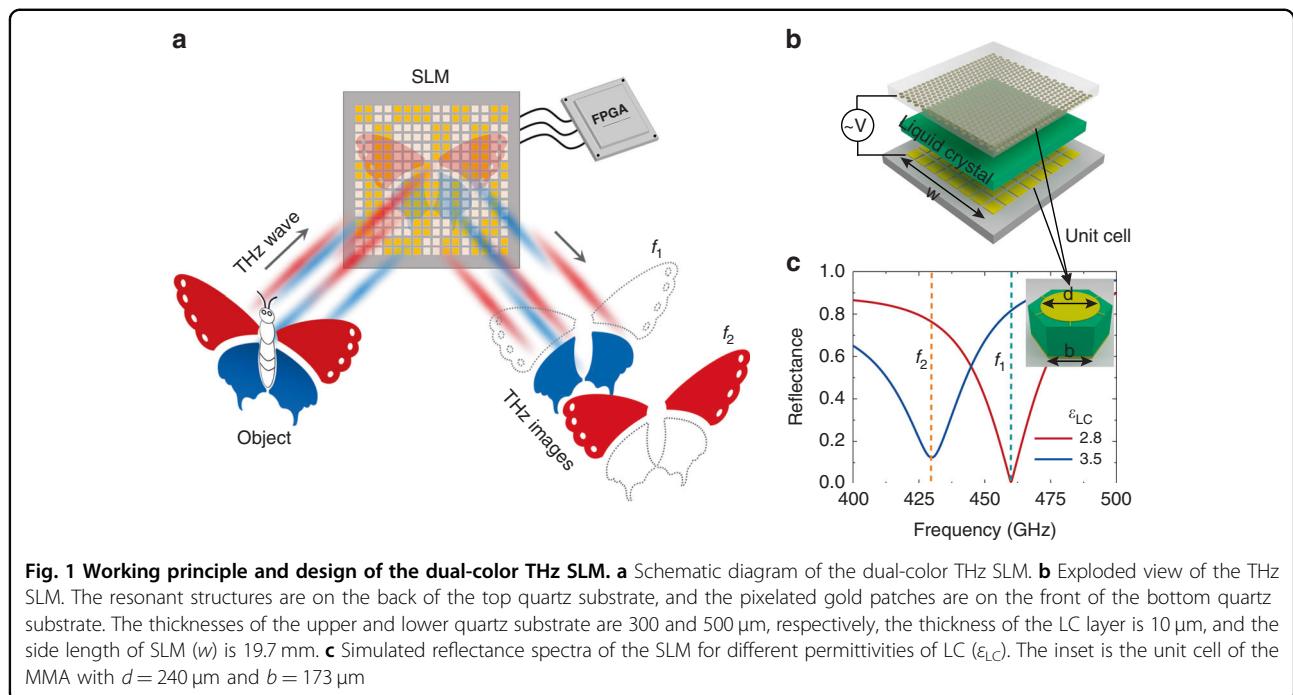 a
SLM
FPGA
THz wave
f1
f2
Object
THz images
b
~V
Liquid crystal
w
Unit cell
c
1.0
0.8
0.6
0.4
0.2
0.0
Reflectance
f2
f1
d
b
εLC
2.8
3.5
400
425
450
475
500
Frequency (GHz)
Fig. 1 Working principle and design of the dual-color THz SLM. a Schematic diagram of the dual-color THz SLM. b Exploded view of the THz
SLM. The resonant structures are on the back of the top quartz substrate, and the pixelated gold patches are on the front of the bottom quartz
substrate. The thicknesses of the upper and lower quartz substrate are 300 and 500 μm, respectively, the thickness of the LC layer is 10 μm, and the
side length of SLM (w) is 19.7 mm. c Simulated reflectance spectra of the SLM for different permittivities of LC (εLC). The inset is the unit cell of the
MMA with d = 240 μm and b = 173 μm